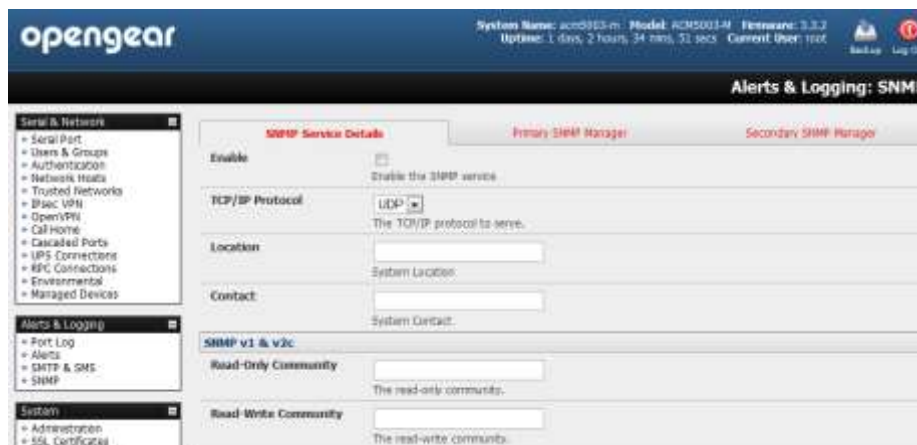 opengear
System Name: acm5003-m Model: ACM5003-M Firmware: 3.3.2
Uptime: 1 days, 2 hours, 34 mins, 51 secs Current User: root
Backup Log O
Alerts & Logging: SNM
Serial & Network
Serial Port
Users & Groups
Authentication
Network Hosts
Trusted Networks
IPsec VPN
OpenVPN
Call Home
Cascaded Ports
UPS Connections
RPC Connections
Environmental
Managed Devices
Alerts & Logging
Port Log
Alerts
SMTP & SMS
SNMP
System
Administration
SSL Certificates
SNMP Service Details
Primary SNMP Manager
Secondary SNMP Manager
Enable
Enable the SNMP service
TCP/IP Protocol
UDP
The TCP/IP protocol to serve.
Location
System Location
Contact
System Contact
SNMP v1 & v2c
Read-Only Community
The read-only community.
Read-Write Community
The read-write community.